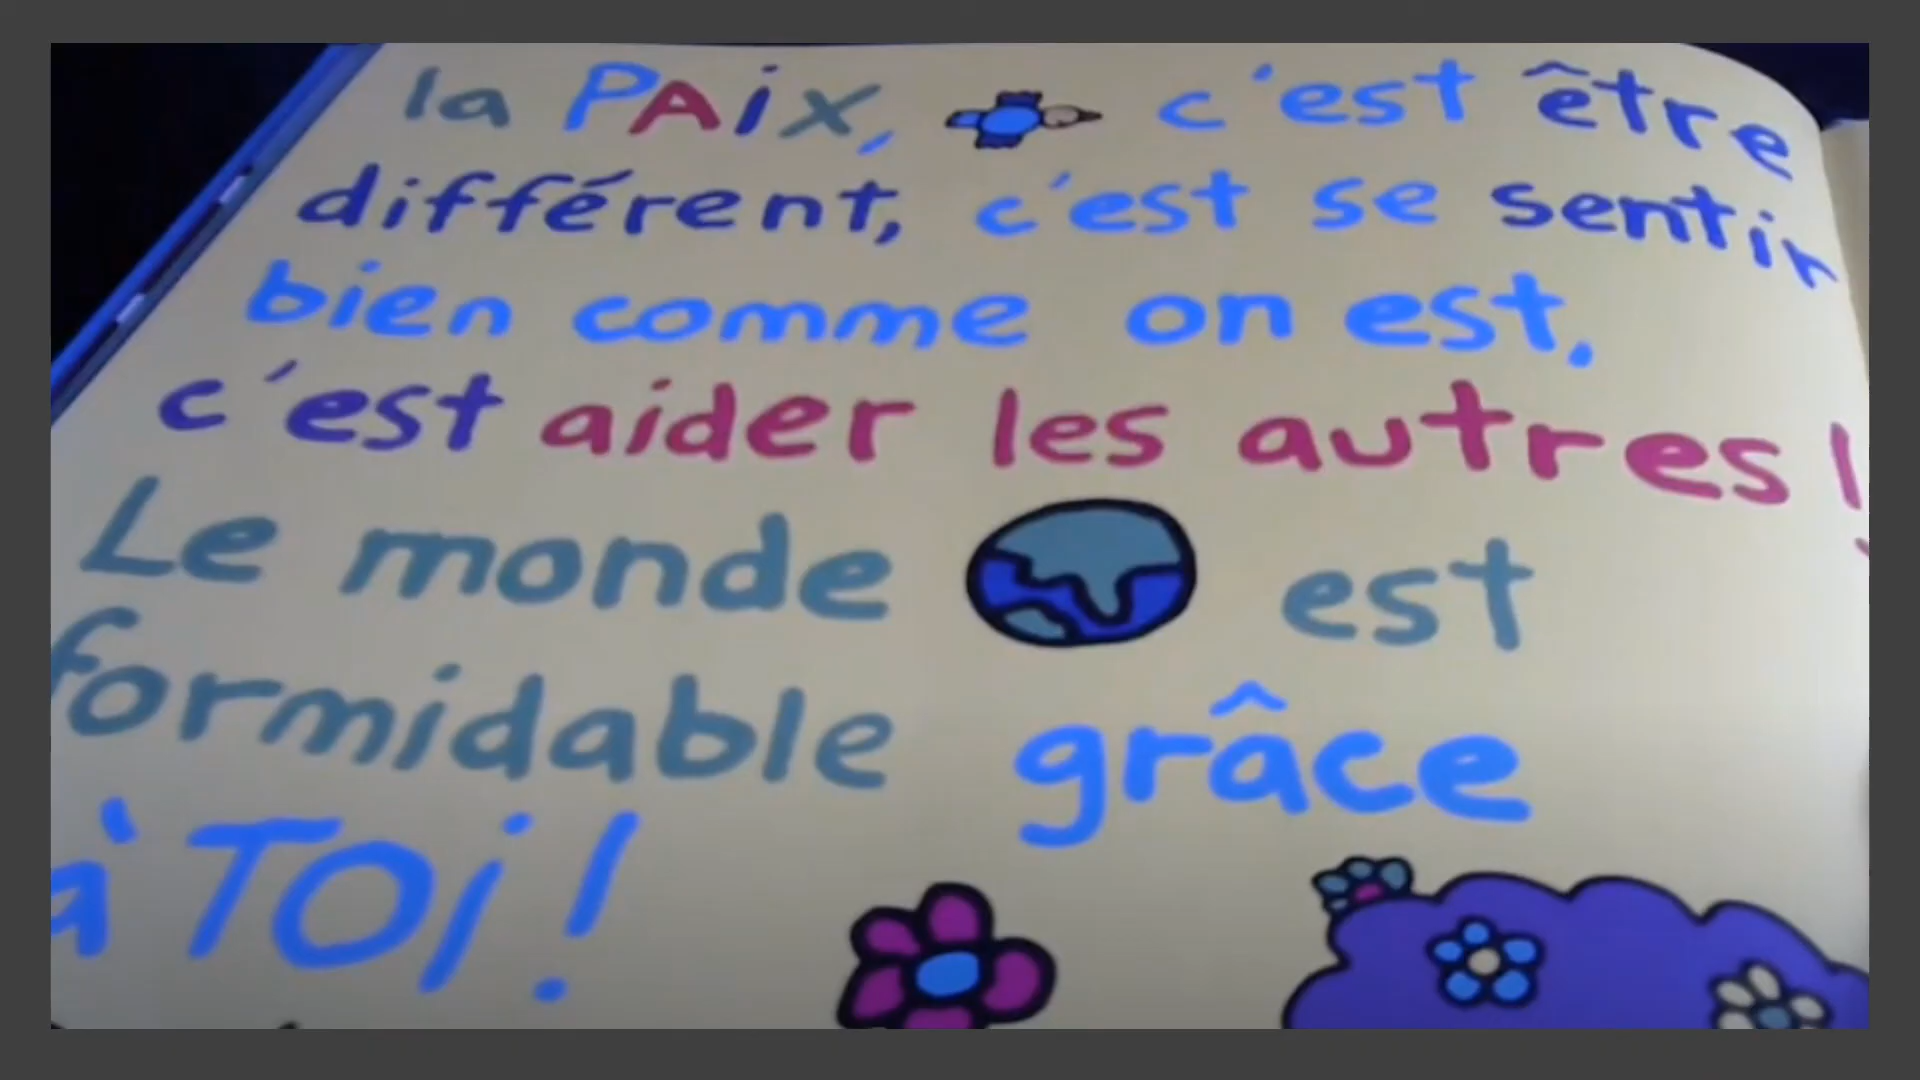 la PAix, c'est être
différent, c'est se sentir
bien comme on est.
c'est aider les autres!
Le monde est
formidable grâce
à TOi!